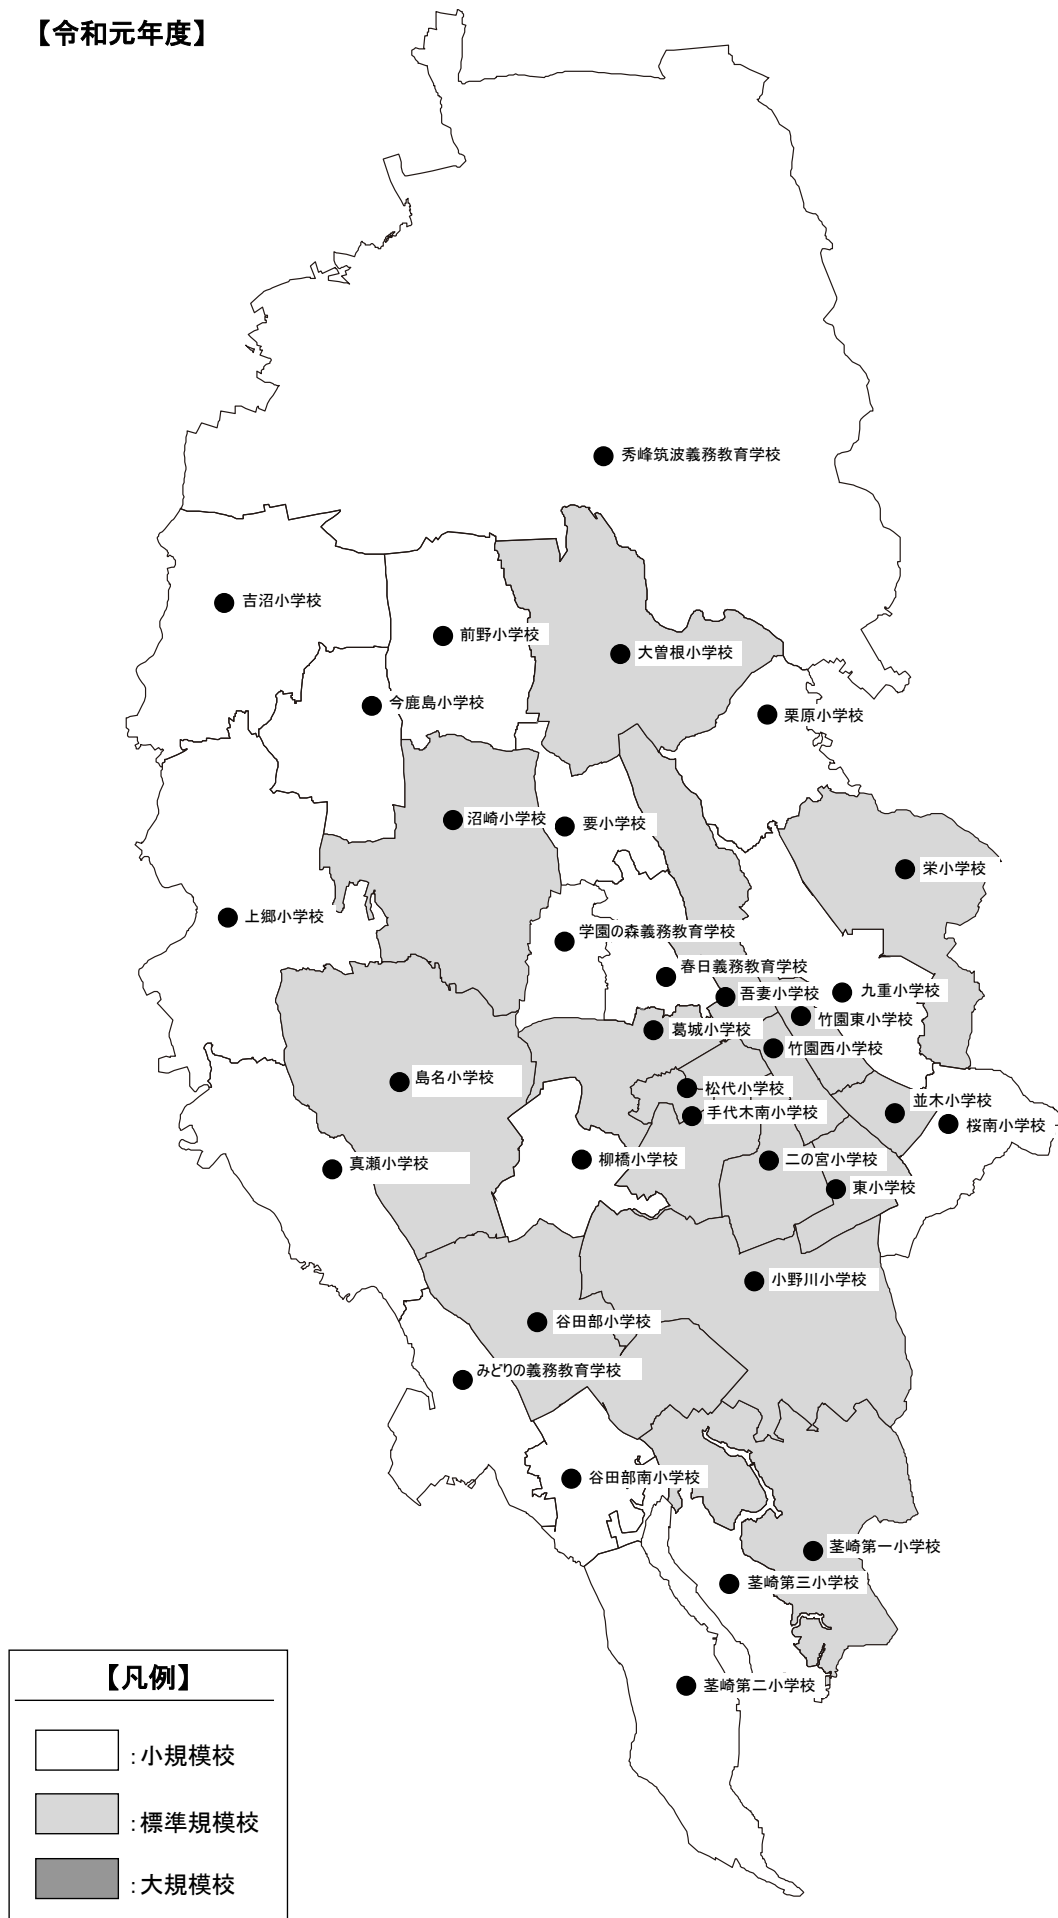 【令和元年度】
秀峰筑波義務教育学校
吉沼小学校
前野小学校
大曽根小学校
今鹿島小学校
栗原小学校
沼崎小学校
要小学校
栄小学校
上郷小学校
学園の森義務教育学校
春日義務教育学校
吾妻小学校
九重小学校
竹園東小学校
葛城小学校
竹園西小学校
島名小学校
松代小学校
手代木南小学校
並木小学校
桜南小学校
真瀬小学校
柳橋小学校
二の宮小学校
東小学校
小野川小学校
谷田部小学校
みどりの義務教育学校
谷田部南小学校
茎崎第一小学校
茎崎第三小学校
茎崎第二小学校
【凡例】
：小規模校
：標準規模校
：大規模校